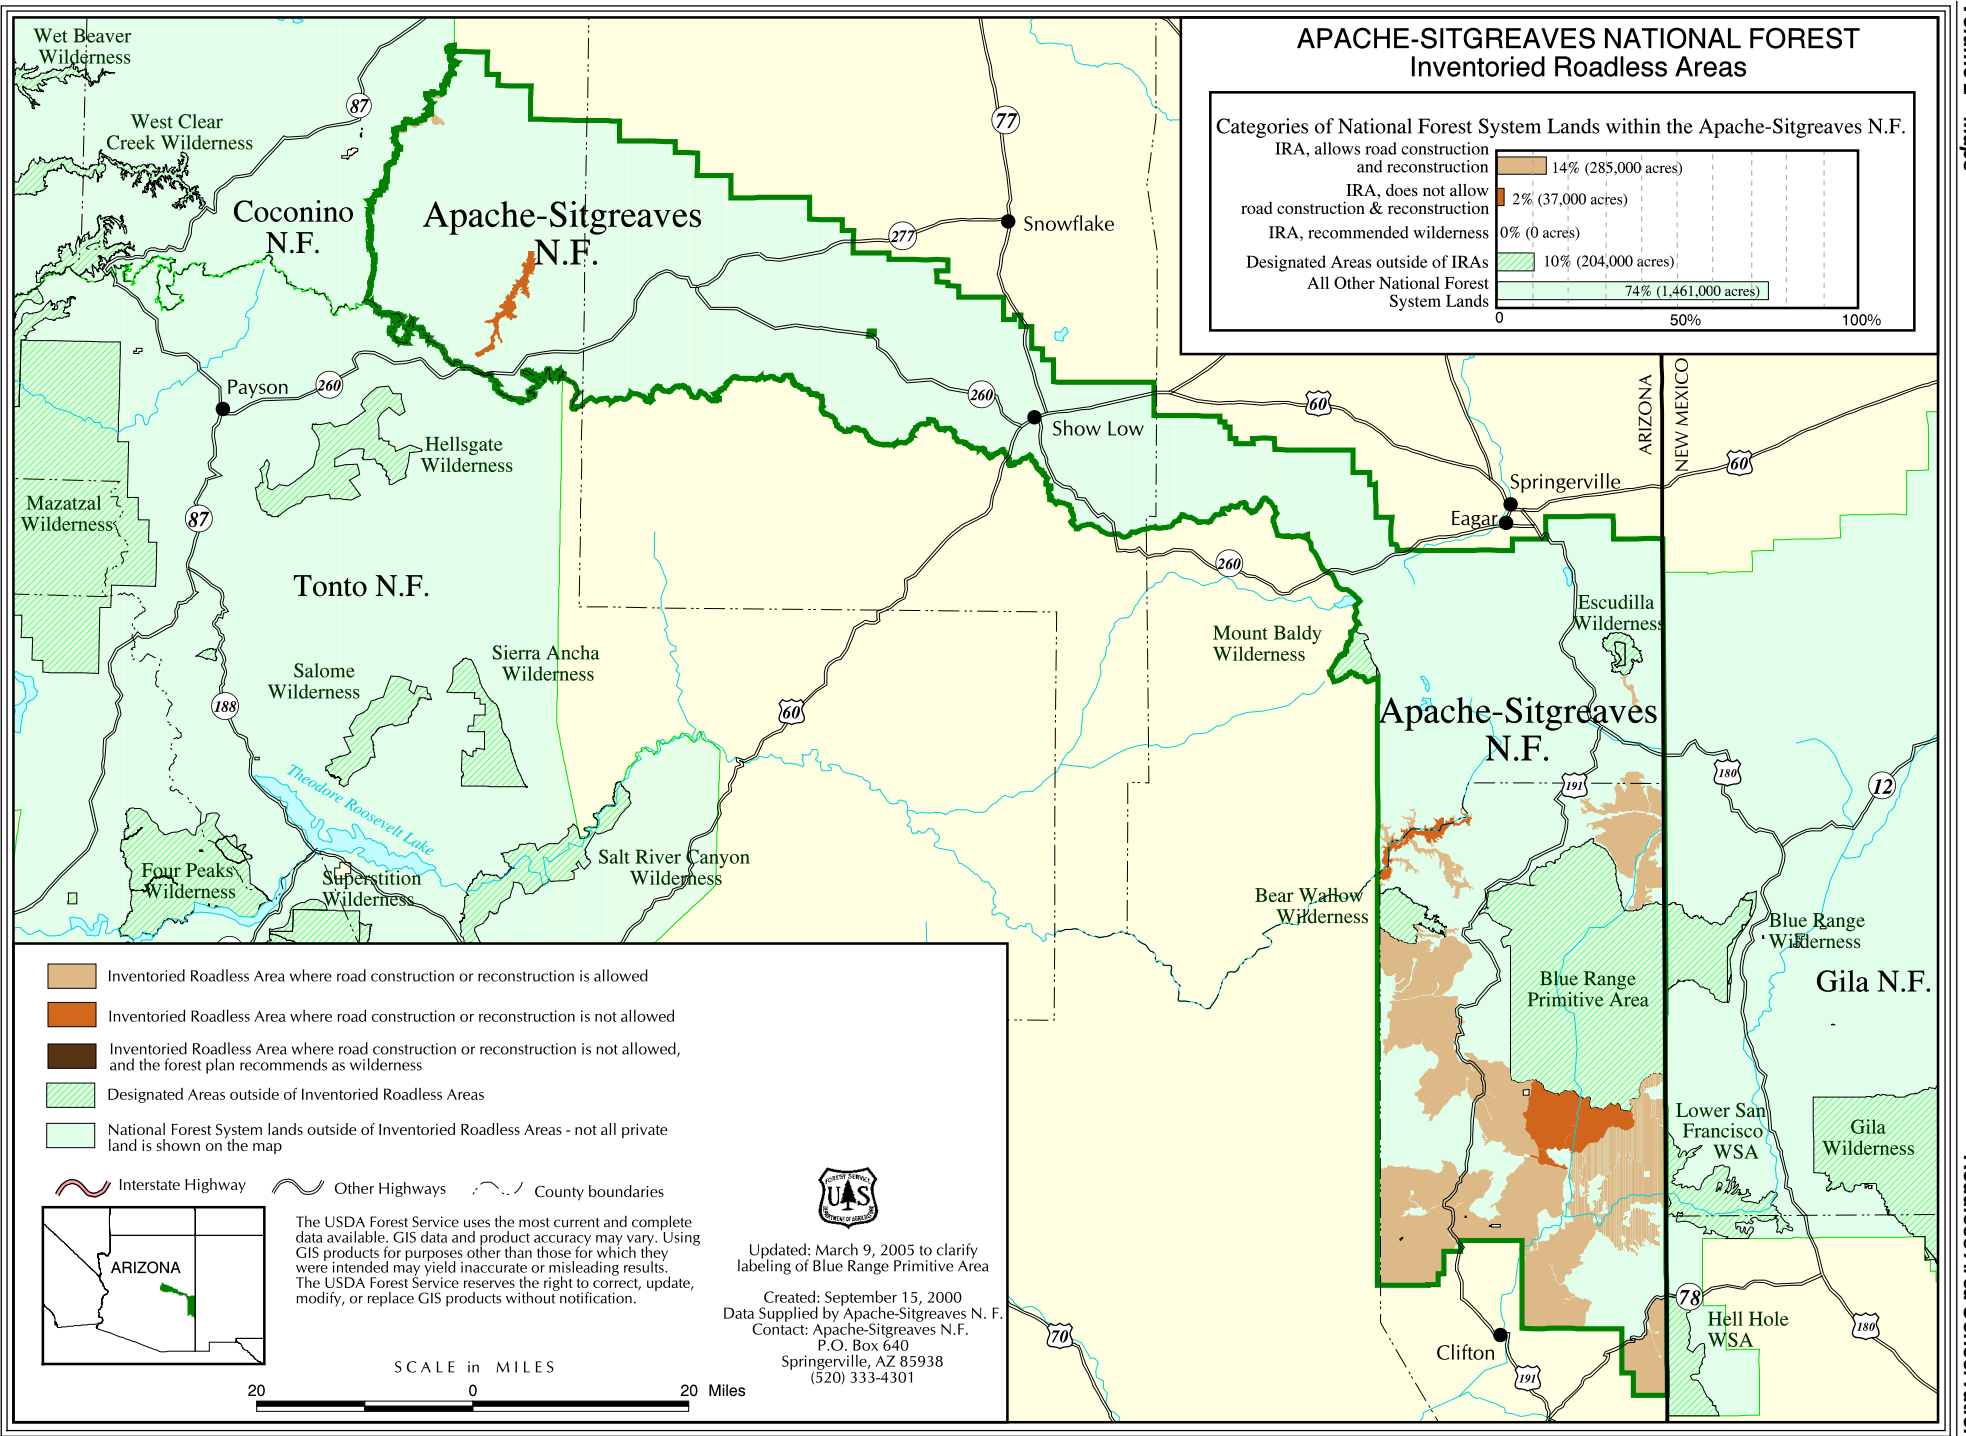 APACHE-SITGREAVES NATIONAL FOREST
Inventoried Roadless Areas
Categories of National Forest System Lands within the Apache-Sitgreaves N.F.
IRA, allows road construction
and reconstruction
14% (285,000 acres)
IRA, does not allow
road construction & reconstruction
2% (37,000 acres)
IRA, recommended wilderness
0% (0 acres)
Designated Areas outside of IRAs
10% (204,000 acres)
All Other National Forest
System Lands
74% (1,461,000 acres)
0
50%
100%
Wet Beaver
Wilderness
87
West Clear
Creek Wilderness
77
Coconino
N.F.
Apache-Sitgreaves
N.F.
277
Snowflake
Payson
260
260
Show Low
60
ARIZONA
NEW MEXICO
60
Hellsgate
Wilderness
Springerville
Eagar
Mazatzal
Wilderness
87
260
Tonto N.F.
Escudilla
Wilderness
Mount Baldy
Wilderness
Sierra Ancha
Wilderness
Salome
Wilderness
188
60
Apache-Sitgreaves
N.F.
191
180
12
Theodore Roosevelt Lake
Four Peaks
Wilderness
Superstition
Wilderness
Salt River Canyon
Wilderness
Bear Wallow
Wilderness
Blue Range
Wilderness
Blue Range
Primitive Area
Gila N.F.
Lower San
Francisco
WSA
Gila
Wilderness
78
Hell Hole
WSA
180
70
Clifton
191
Inventoried Roadless Area where road construction or reconstruction is allowed
Inventoried Roadless Area where road construction or reconstruction is not allowed
Inventoried Roadless Area where road construction or reconstruction is not allowed,
and the forest plan recommends as wilderness
Designated Areas outside of Inventoried Roadless Areas
National Forest System lands outside of Inventoried Roadless Areas - not all private
land is shown on the map
Interstate Highway
Other Highways
County boundaries
ARIZONA
The USDA Forest Service uses the most current and complete
data available. GIS data and product accuracy may vary. Using
GIS products for purposes other than those for which they
were intended may yield inaccurate or misleading results.
The USDA Forest Service reserves the right to correct, update,
modify, or replace GIS products without notification.
FOREST SERVICE
US
DEPARTMENT OF AGRICULTURE
Updated: March 9, 2005 to clarify
labeling of Blue Range Primitive Area
Created: September 15, 2000
Data Supplied by Apache-Sitgreaves N. F.
Contact: Apache-Sitgreaves N.F.
P.O. Box 640
Springerville, AZ 85938
(520) 333-4301
SCALE in MILES
20
0
20 Miles